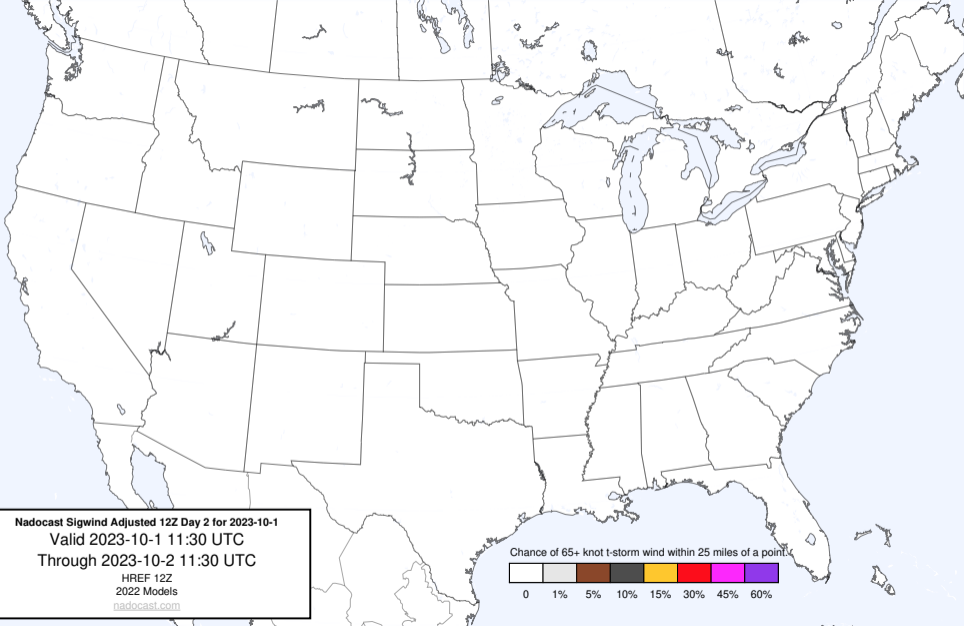 Nadocast Sigwind Adjusted 12Z Day 2 for 2023-10-1
Valid 2023-10-1 11:30 UTC
Through 2023-10-2 11:30 UTC
HREF 12Z
2022 Models
nadocast.com
Chance of 65+ knot t-storm wind within 25 miles of a point.
0 1% 5% 10% 15% 30% 45% 60%